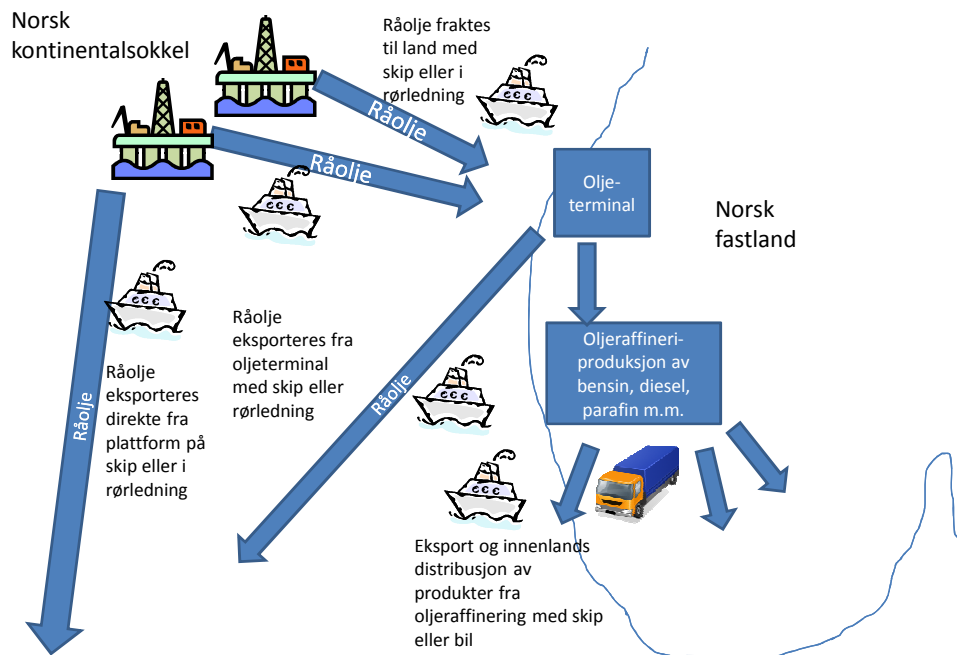 Norsk
kontinentalsokkel
Råolje fraktes
til land med
skip eller i
rørledning
Råolje
Råolje
Olje-
terminal
Norsk
fastland
Råolje
eksporteres fra
oljeterminal
med skip eller
rørledning
Råolje
Oljeraffineri-
produksjon av
bensin, diesel,
parafin m.m.
Råolje
Råolje
eksporteres
direkte fra
plattform på
skip eller i
rørledning
Eksport og innenlands
distribusjon av
produkter fra
oljeraffinering med skip
eller bil